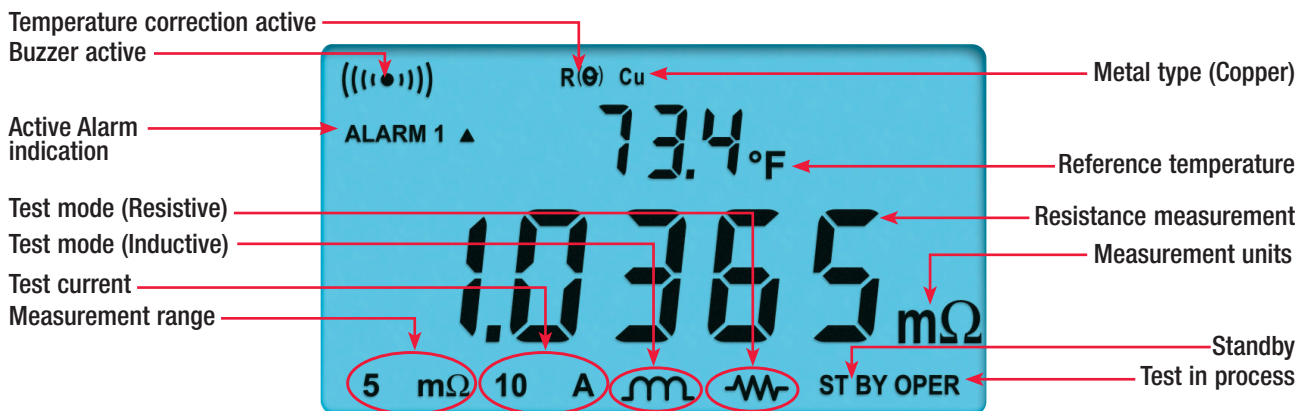 Temperature correction active
Buzzer active
Active Alarm
indication
Test mode (Resistive)
Test mode (Inductive)
Test current
Measurement range
R(Θ) Cu
ALARM 1 ▲
73.4 °F
1.0365 mΩ
5 mΩ 10 A ST BY OPER
Metal type (Copper)
Reference temperature
Resistance measurement
Measurement units
Standby
Test in process